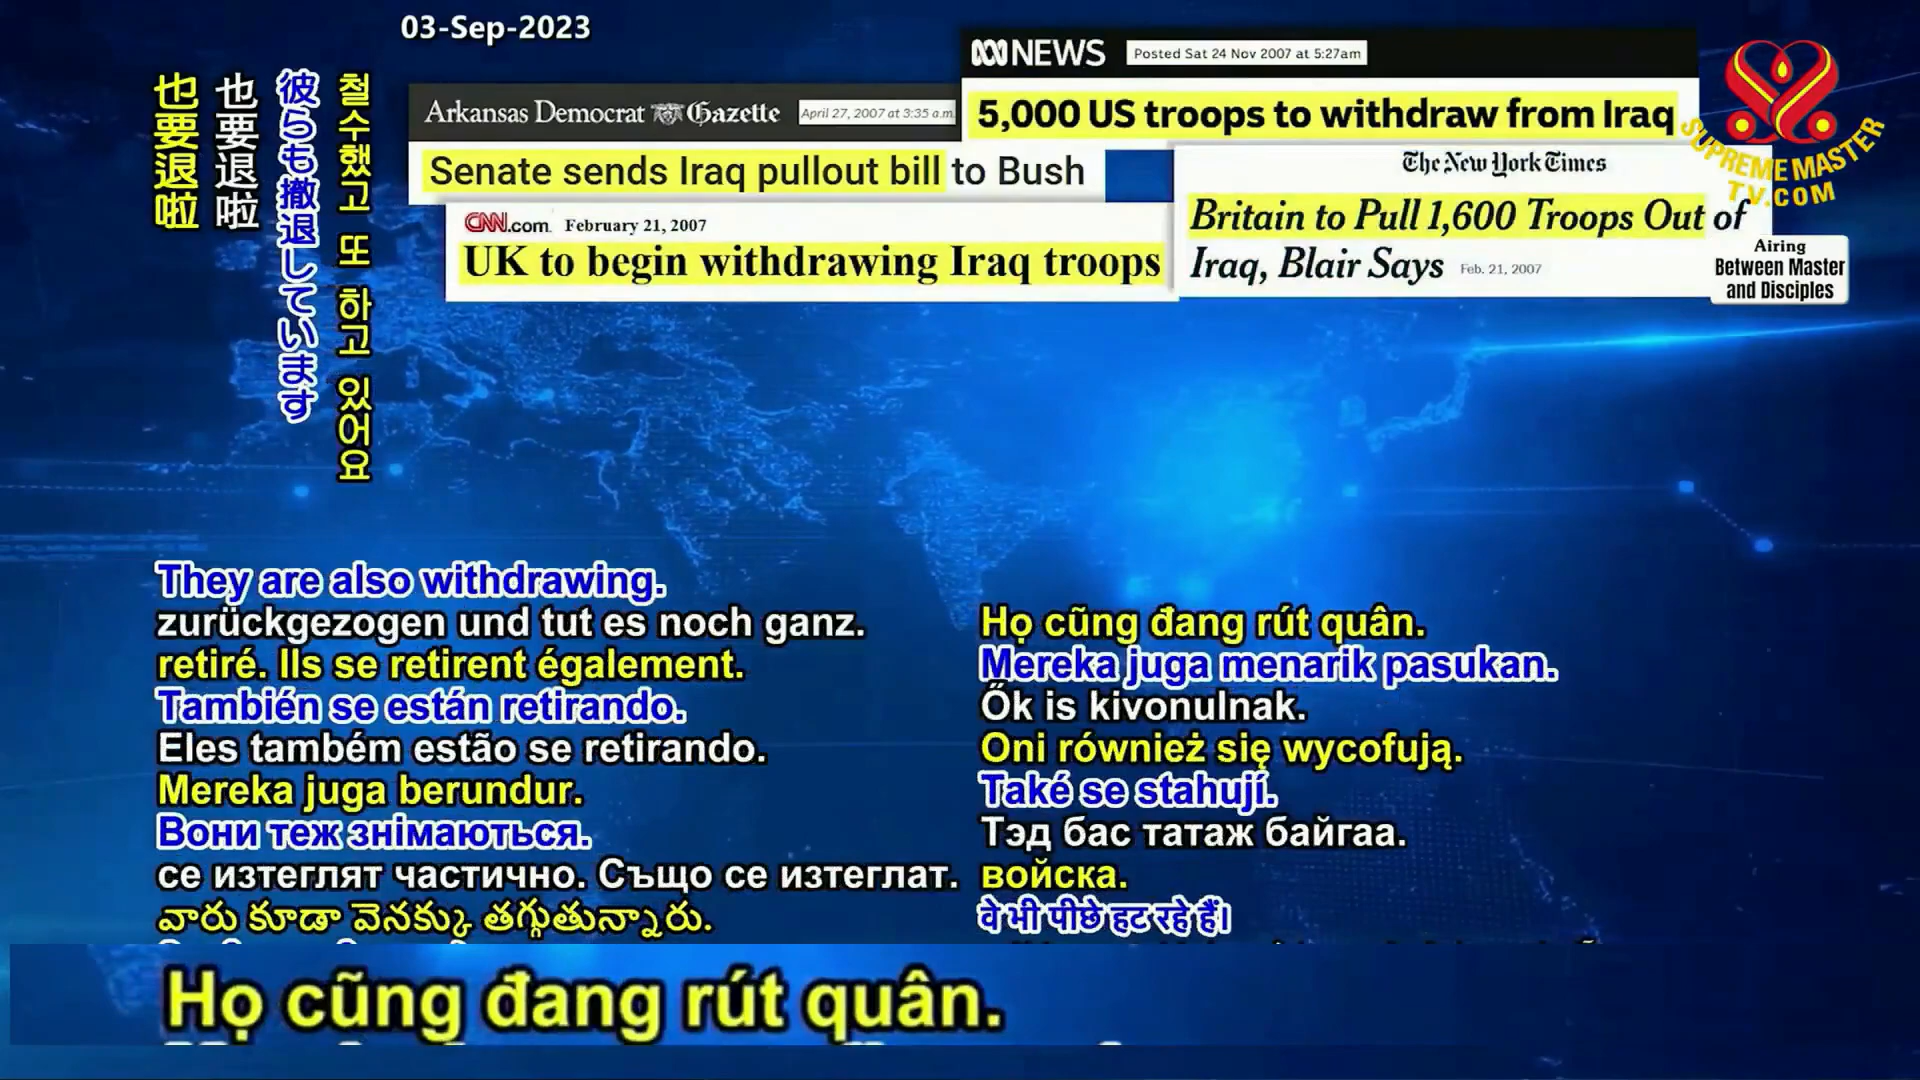 03-Sep-2023
NEWS
Posted Sat 24 Nov 2007 at 5:27am
5,000 US troops to withdraw from Iraq
Arkansas Democrat Gazette
April 27, 2007 at 3:35 a.m.
Senate sends Iraq pullout bill to Bush
CNN.com
February 21, 2007
UK to begin withdrawing Iraq troops
The New York Times
Britain to Pull 1,600 Troops Out of
Iraq, Blair Says
Feb. 21, 2007
SUPREME MASTER
TV.COM
Airing
Between Master
and Disciples
철수했고 또 하고 있어요
彼らも撤退しています
也要退啦
也要退啦
They are also withdrawing.
zurückgezogen und tut es noch ganz.
retiré. Ils se retirent également.
También se están retirando.
Eles também estão se retirando.
Mereka juga berundur.
Вони теж знімаються.
се изтеглят частично. Също се изтеглат.
వారు కూడా వెనక్కు తగ్గుతున్నారు.
Họ cũng đang rút quân.
Mereka juga menarik pasukan.
Ők is kivonulnak.
Oni również się wycofują.
Také se stahují.
Тэд бас татаж байгаа.
войска.
वे भी पीछे हट रहे हैं।
Họ cũng đang rút quân.